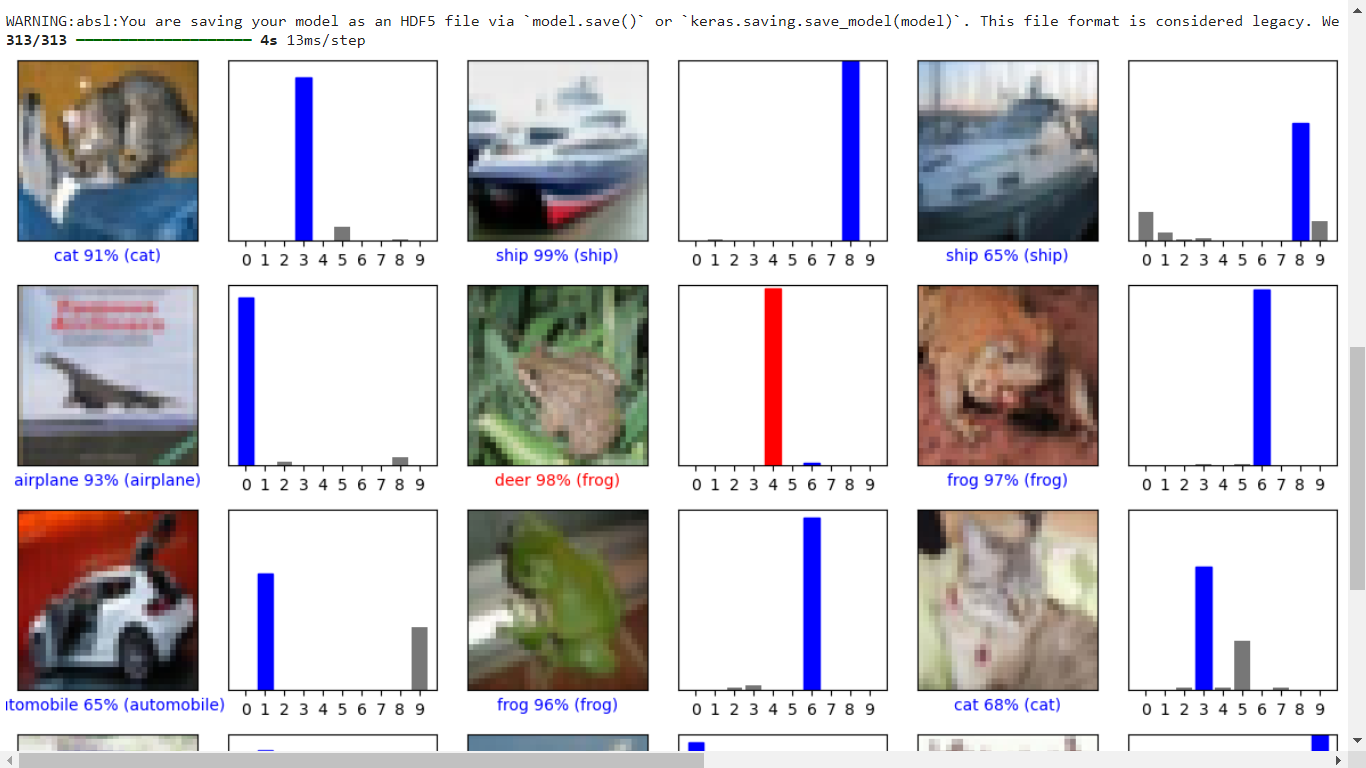 WARNING:absl:You are saving your model as an HDF5 file via `model.save()` or `keras.saving.save_model(model)`. This file format is considered legacy. We
313/313 ━━━━━━━━━━━━━━━━━━━━ 4s 13ms/step
0 1 2 3 4 5 6 7 8 9
0 1 2 3 4 5 6 7 8 9
0 1 2 3 4 5 6 7 8 9
cat 91% (cat)
ship 99% (ship)
ship 65% (ship)
0 1 2 3 4 5 6 7 8 9
0 1 2 3 4 5 6 7 8 9
0 1 2 3 4 5 6 7 8 9
airplane 93% (airplane)
deer 98% (frog)
frog 97% (frog)
0 1 2 3 4 5 6 7 8 9
0 1 2 3 4 5 6 7 8 9
0 1 2 3 4 5 6 7 8 9
utomobile 65% (automobile)
frog 96% (frog)
cat 68% (cat)